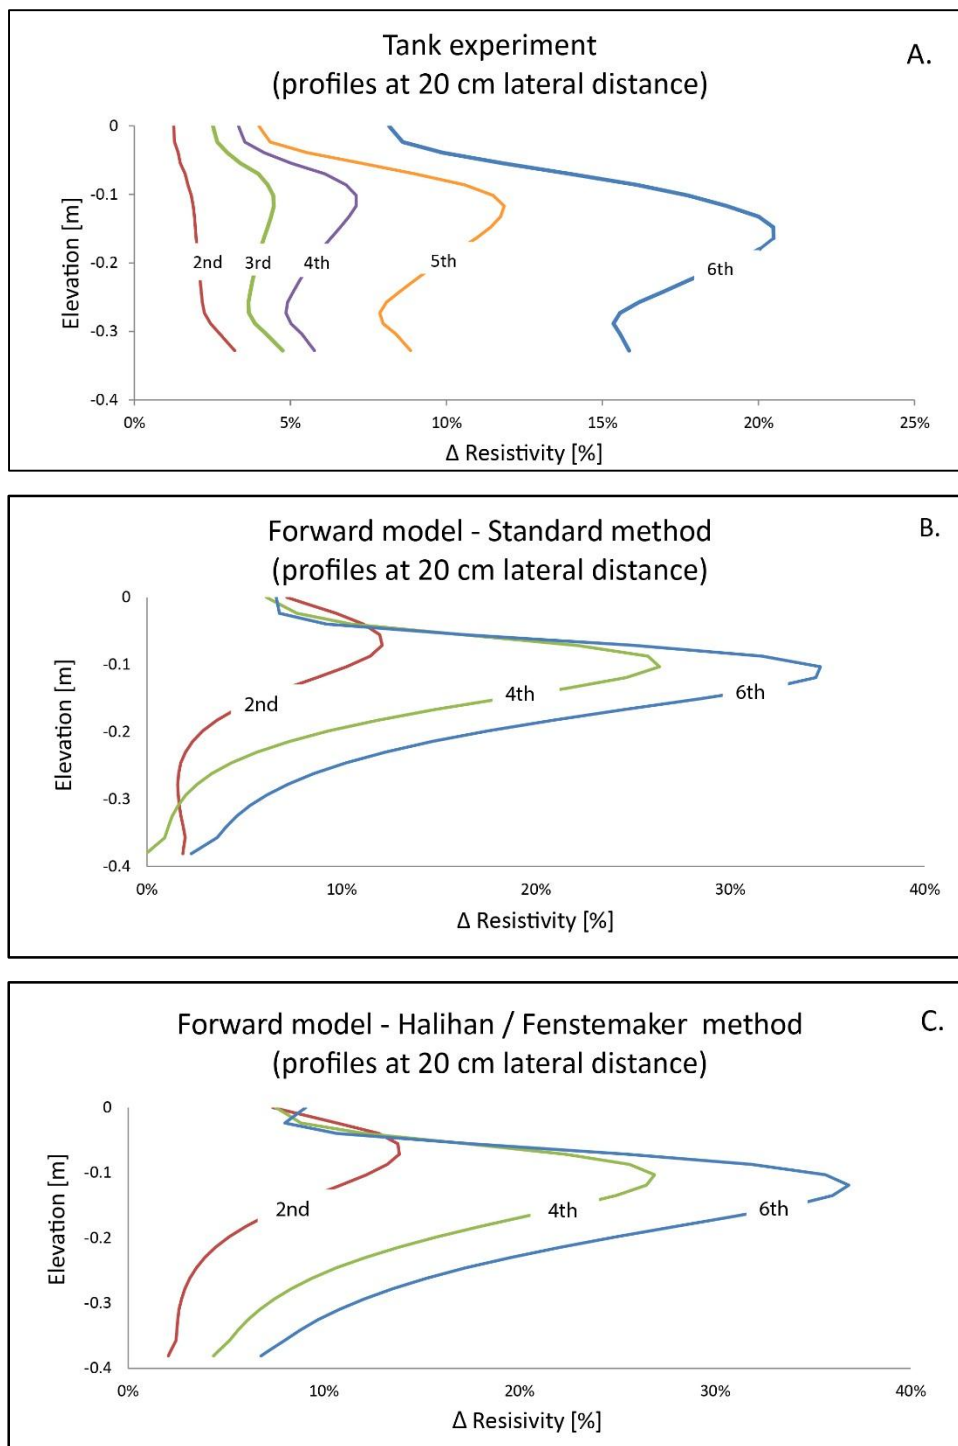 Tank experiment
(profiles at 20 cm lateral distance)
A.
0
-0.1
-0.2
-0.3
-0.4
Elevation [m]
2nd
3rd
4th
5th
6th
0%
5%
10%
15%
20%
25%
Δ Resistivity [%]
Forward model - Standard method
(profiles at 20 cm lateral distance)
B.
0
-0.1
-0.2
-0.3
-0.4
Elevation [m]
2nd
4th
6th
0%
10%
20%
30%
40%
Δ Resistivity [%]
Forward model - Halihan / Fenstemaker method
(profiles at 20 cm lateral distance)
C.
0
-0.1
-0.2
-0.3
-0.4
Elevation [m]
2nd
4th
6th
0%
10%
20%
30%
40%
Δ Resisivity [%]